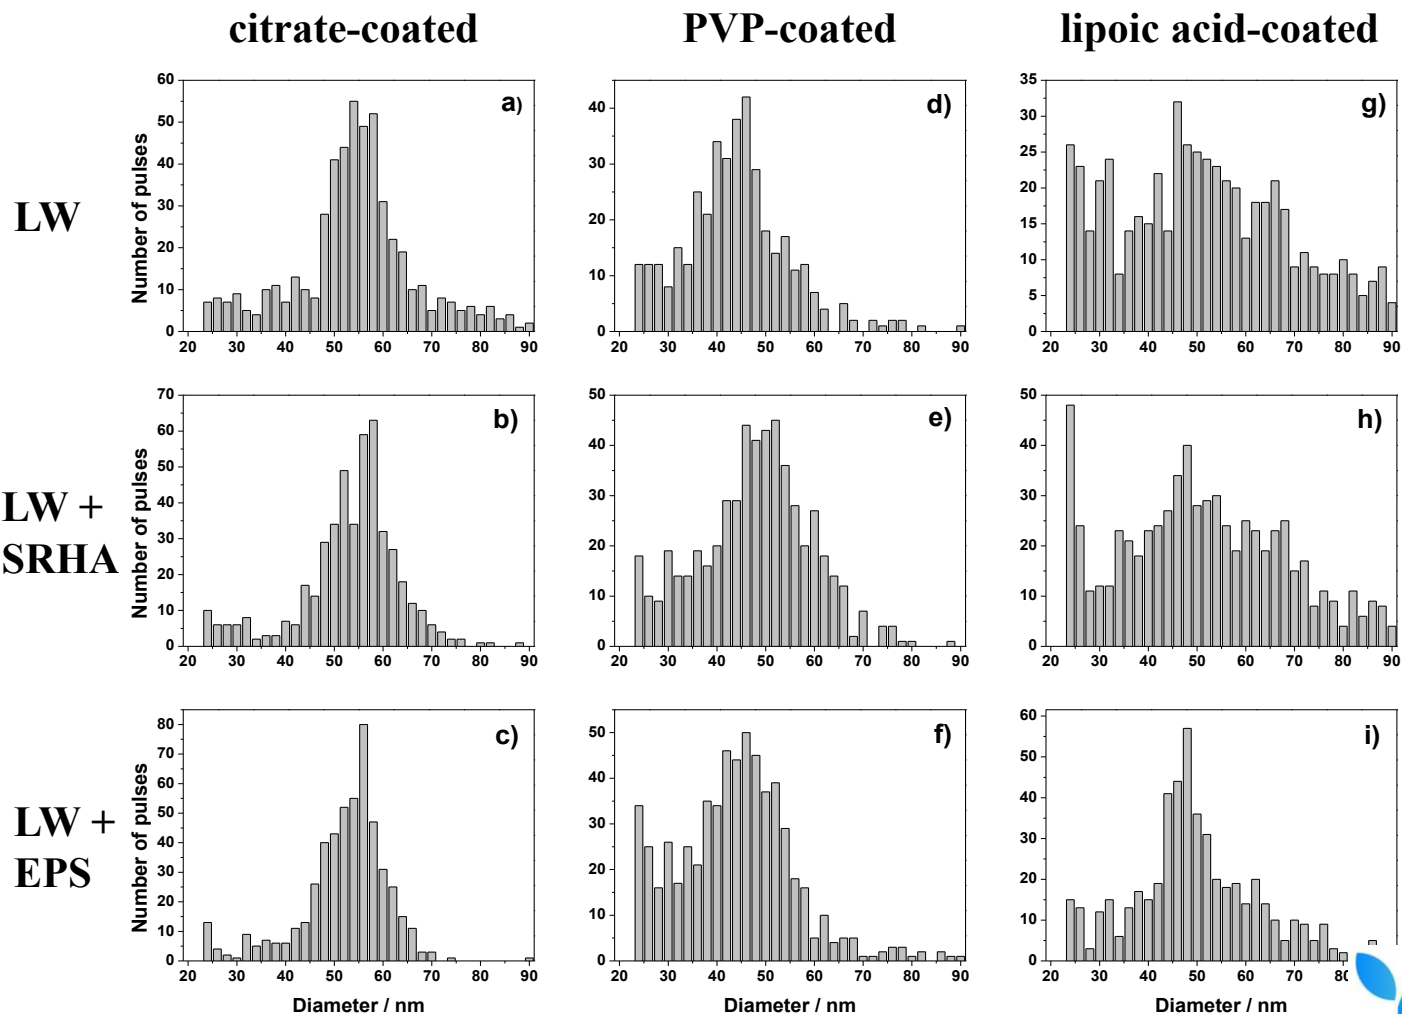 citrate-coated PVP-coated lipoic acid-coated
LW
Number of pulses
60
50
40
30
20
10
0
a)
20 30 40 50 60 70 80 90
40
30
20
10
0
d)
20 30 40 50 60 70 80 90
35
30
25
20
15
10
5
0
g)
20 30 40 50 60 70 80 90
LW +
SRHA
Number of pulses
70
60
50
40
30
20
10
0
b)
20 30 40 50 60 70 80 90
50
40
30
20
10
0
e)
20 30 40 50 60 70 80 90
50
40
30
20
10
0
h)
20 30 40 50 60 70 80 90
LW +
EPS
Number of pulses
80
70
60
50
40
30
20
10
0
c)
20 30 40 50 60 70 80 90
Diameter / nm
50
40
30
20
10
0
f)
20 30 40 50 60 70 80 90
Diameter / nm
60
50
40
30
20
10
0
i)
20 30 40 50 60 70 80
Diameter / nm